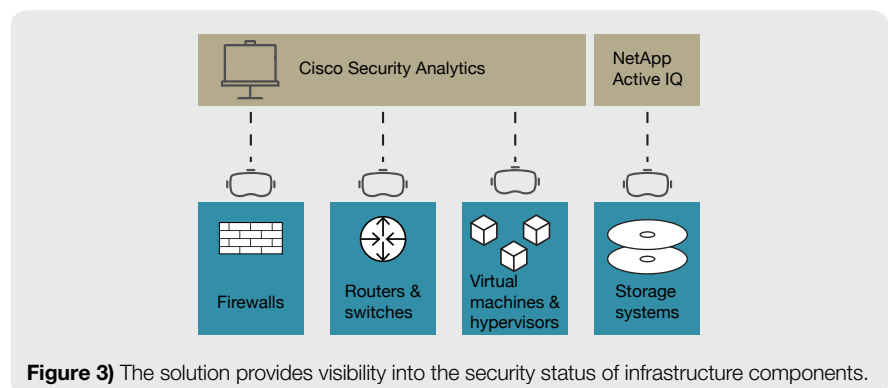 Cisco Security Analytics
NetApp
Active IQ
Firewalls
Routers &
switches
Virtual
machines &
hypervisors
Storage
systems
Figure 3) The solution provides visibility into the security status of infrastructure components.